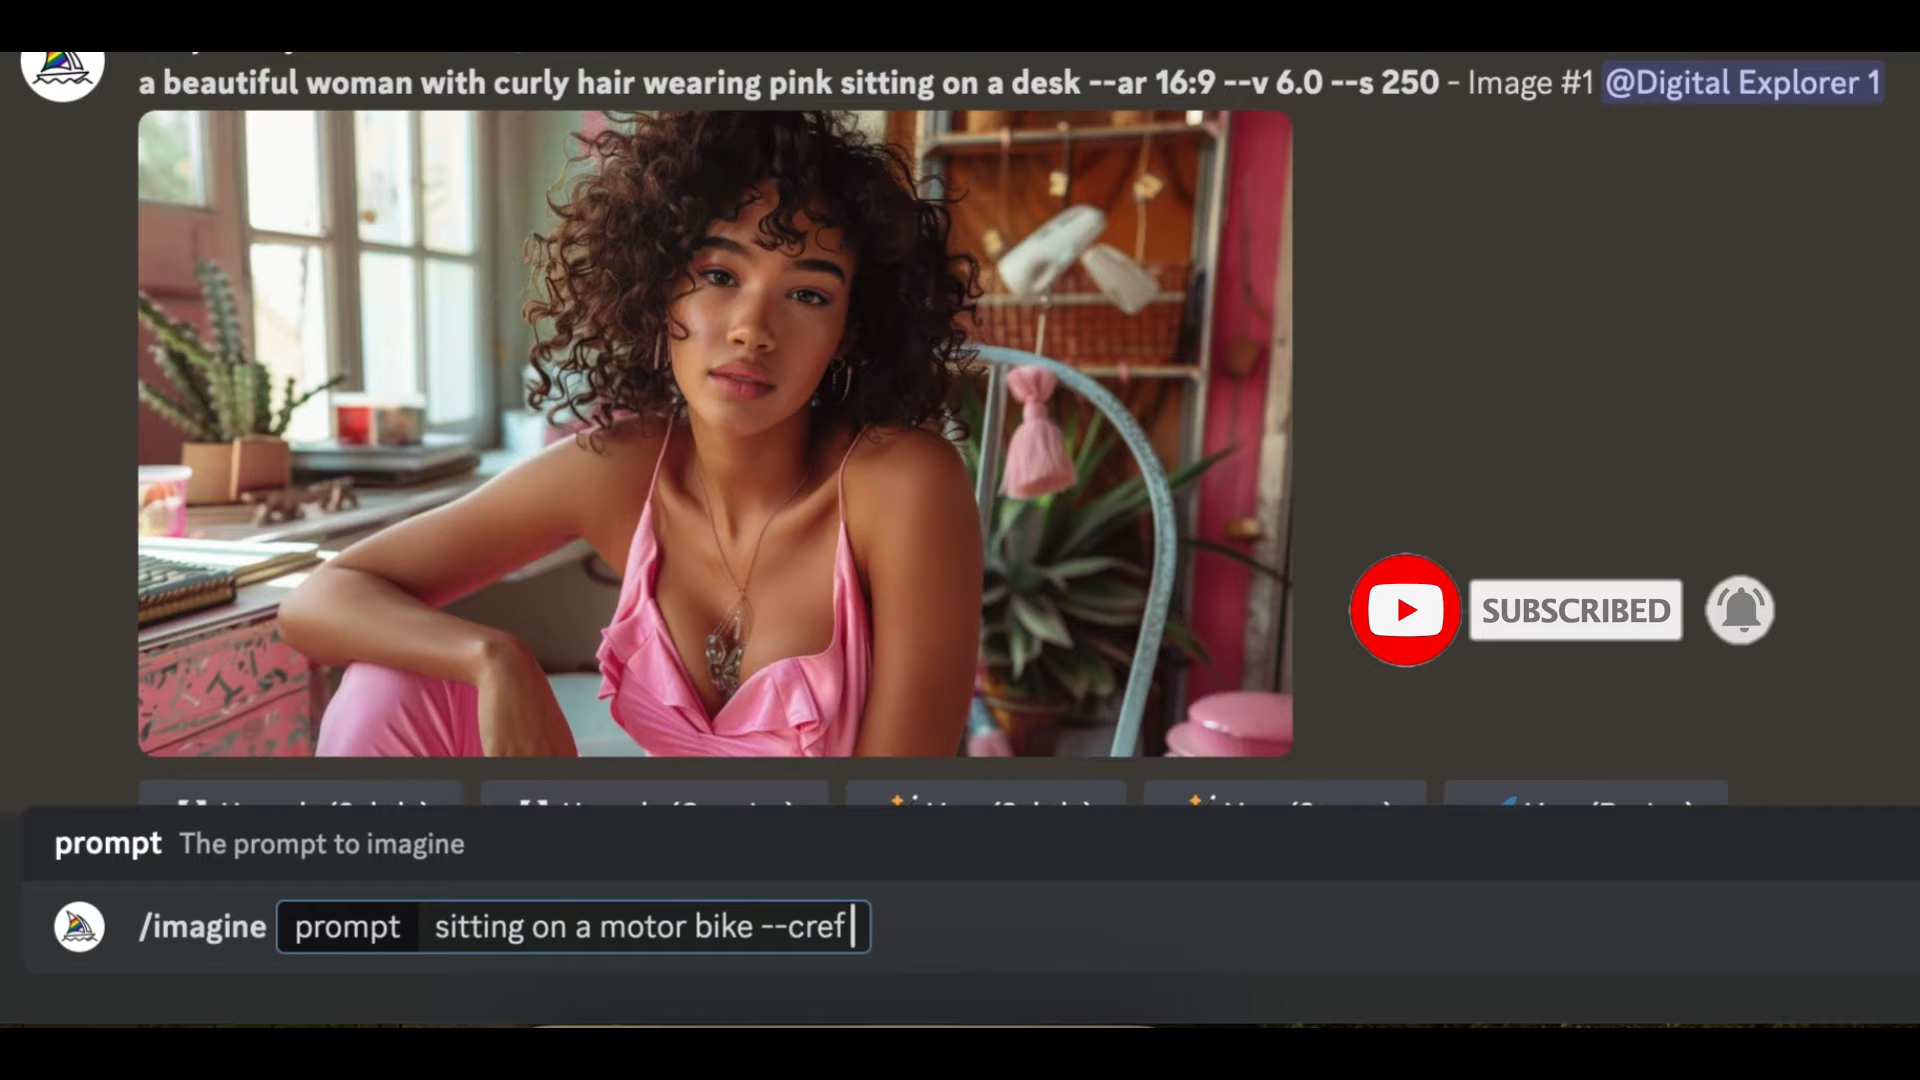 a beautiful woman with curly hair wearing pink sitting on a desk --ar 16:9 --v 6.0 --s 250 - Image #1 @Digital Explorer 1
SUBSCRIBED
prompt The prompt to imagine
/imagine prompt sitting on a motor bike --cref